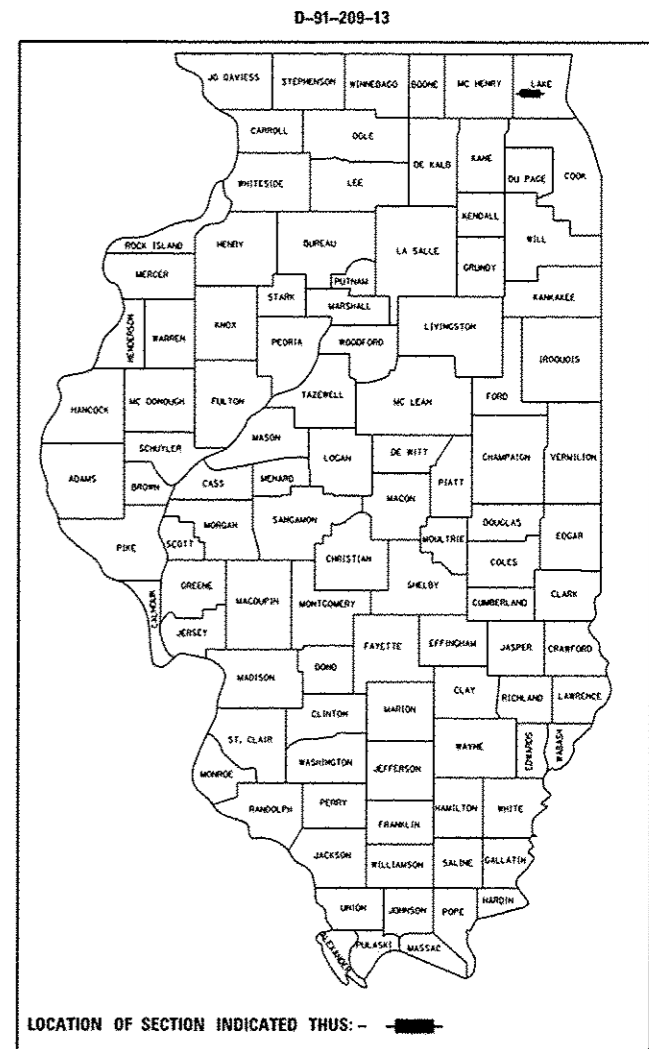 D-91-209-13
JO DAVIESS
STEPHENSON
WINNEBAGO
BOONE
MC HENRY
LAKE
CARROLL
OGLE
DE KALB
KANE
DU PAGE
COOK
WHITESIDE
LEE
KENDALL
WILL
ROCK ISLAND
HENRY
BUREAU
LA SALLE
GRUNDY
MERCER
PUTNAM
KANKAKEE
STARK
MARSHALL
HENDERSON
WARREN
KNOX
PEORIA
WOODFORD
LIVINGSTON
IROQUOIS
HANCOCK
MC DONOUGH
FULTON
TAZEWELL
MC LEAN
FORD
SCHUYLER
MASON
LOGAN
DE WITT
CHAMPAIGN
VERMILION
ADAMS
BROWN
CASS
MENARD
MACON
PIATT
PIKE
SCOTT
MORGAN
SANGAMON
CHRISTIAN
MOULTRIE
DOUGLAS
EDGAR
COLES
CALHOUN
GREENE
MACOUPIN
MONTGOMERY
SHELBY
CUMBERLAND
CLARK
JERSEY
FAYETTE
EFFINGHAM
JASPER
CRAWFORD
MADISON
BOND
CLAY
RICHLAND
LAWRENCE
CLINTON
MARION
ST. CLAIR
WASHINGTON
JEFFERSON
WAYNE
EDWARDS
WABASH
MONROE
RANDOLPH
PERRY
FRANKLIN
HAMILTON
WHITE
JACKSON
WILLIAMSON
SALINE
GALLATIN
UNION
JOHNSON
POPE
HARDIN
ALEXANDER
PULASKI
MASSAC
LOCATION OF SECTION INDICATED THUS: -